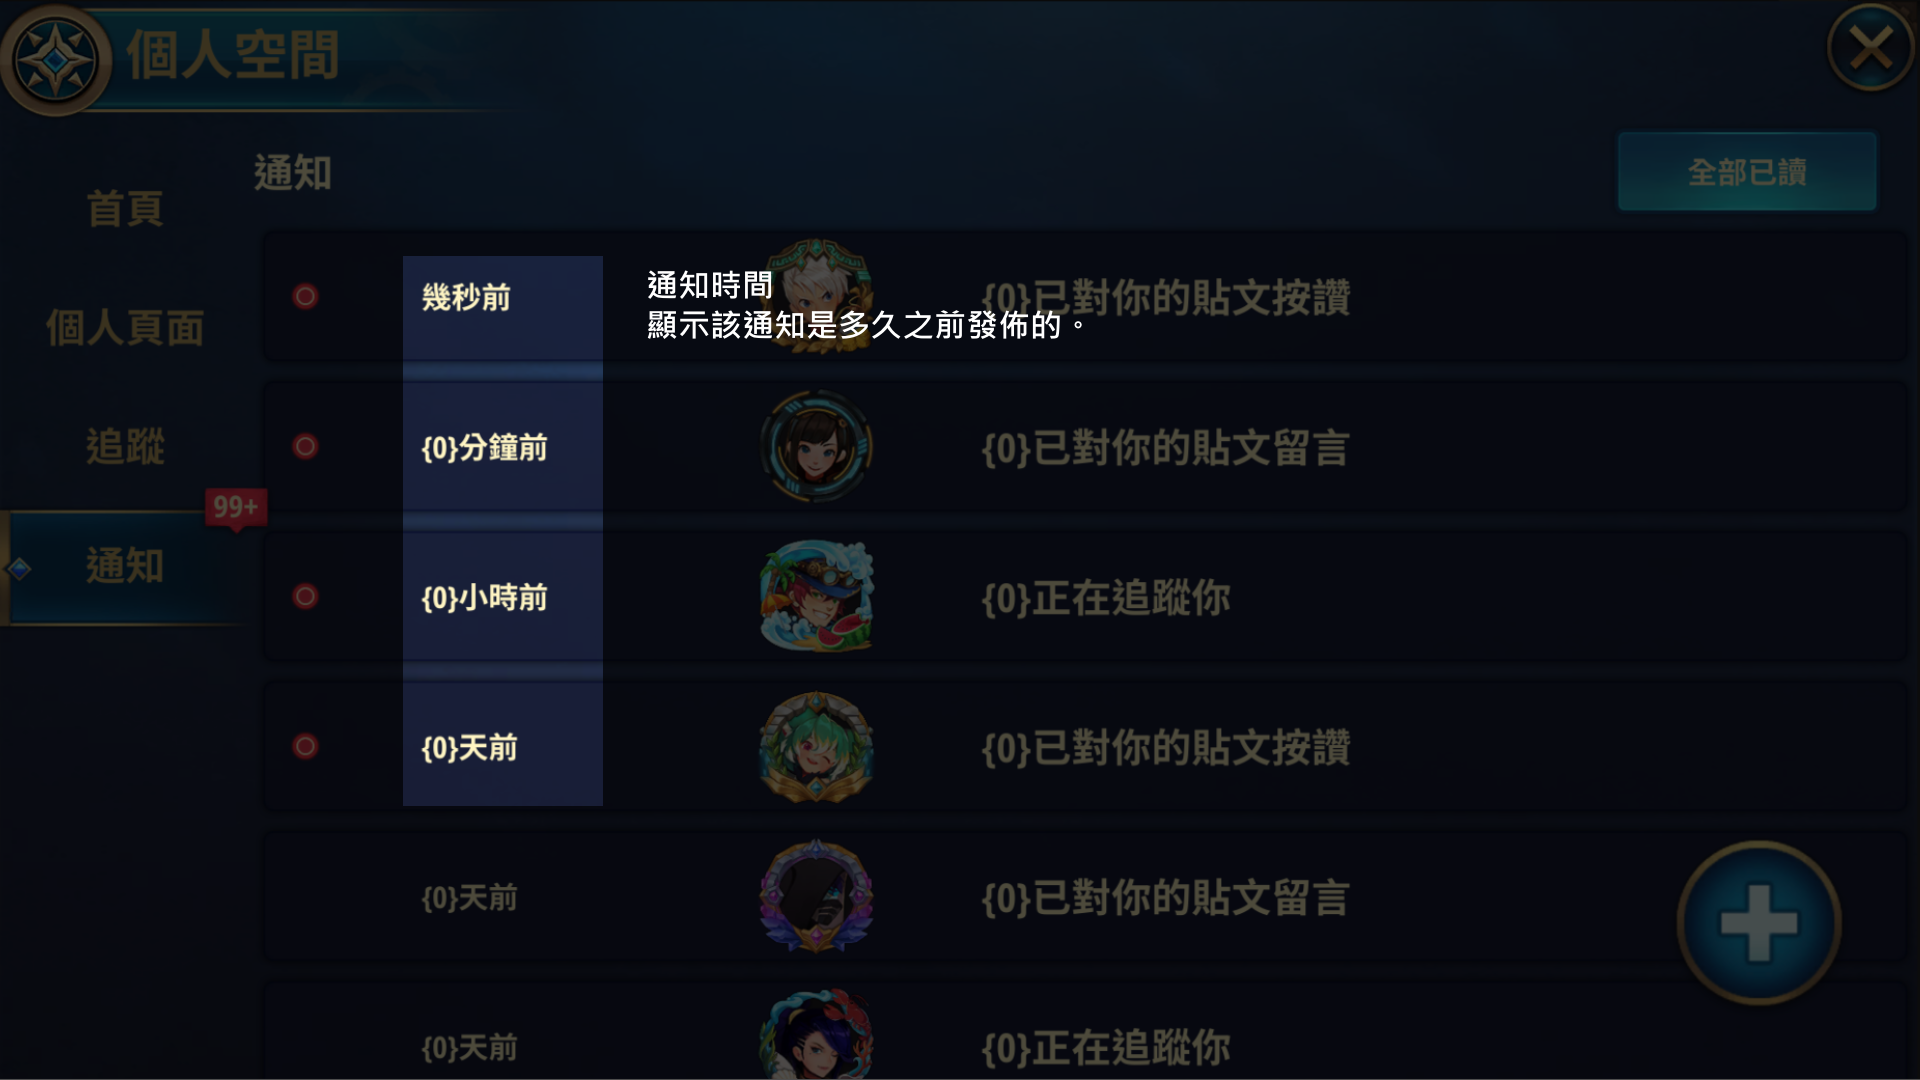 個人空間
通知
全部已讀
首頁
個人頁面
追蹤
99+
通知
幾秒前
通知時間
顯示該通知是多久之前發佈的。
{0}已對你的貼文按讚
{0}分鐘前
{0}已對你的貼文留言
{0}小時前
{0}正在追蹤你
{0}天前
{0}已對你的貼文按讚
{0}天前
{0}已對你的貼文留言
{0}天前
{0}正在追蹤你